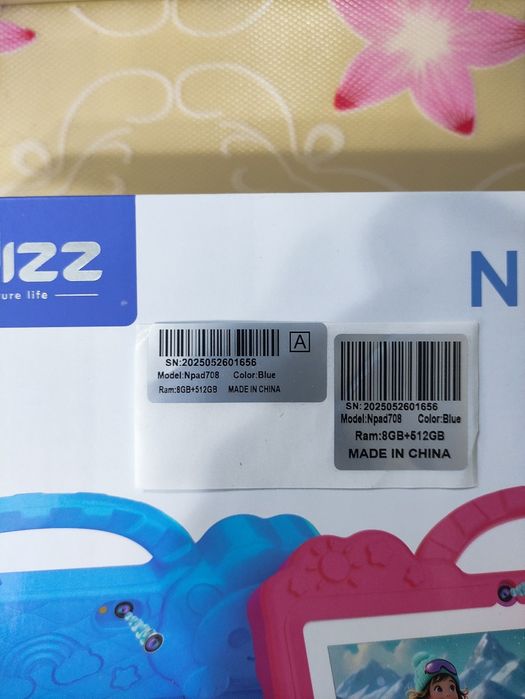 IZZ
ure life
N
A
SN:2025052601656
Model:Npad708 Color:Blue
Ram:8GB+512GB MADE IN CHINA
SN:2025052601656
Model:Npad708 Color:Blue
Ram:8GB+512GB
MADE IN CHINA